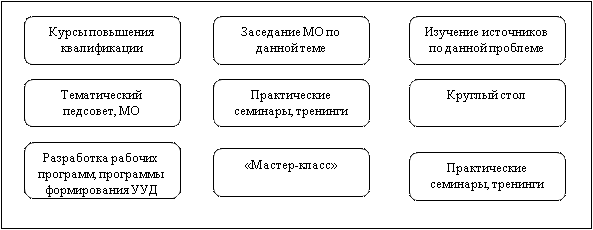 Курсы повышения
квалификации
Заседание МО по
данной теме
Изучение источников
по данной проблеме
Тематический
педсовет, МО
Практические
семинары, тренинги
Круглый стол
Разработка рабочих
программ, программы
формирования УУД
«Мастер-класс»
Практические
семинары, тренинги